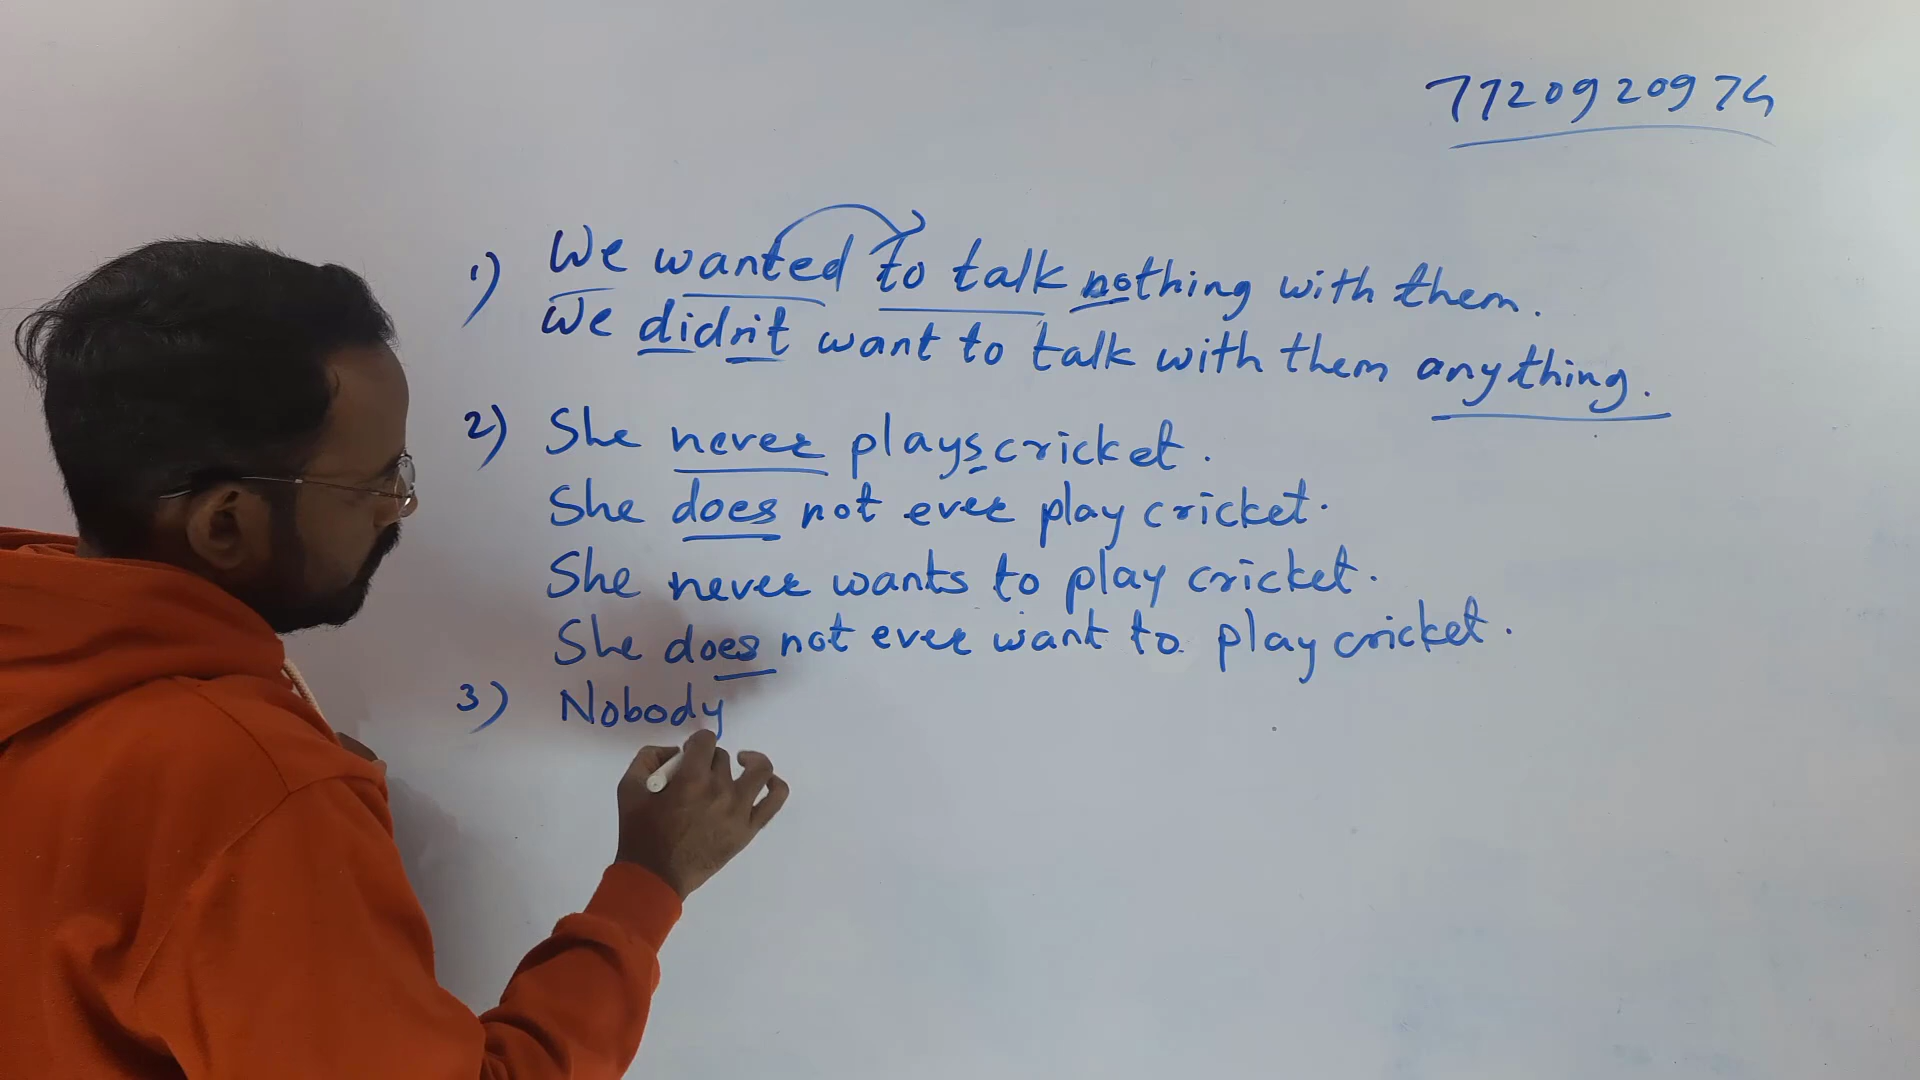 7720920974
1) We wanted to talk nothing with them.
We didn't want to talk with them anything.
2) She never plays cricket.
She does not ever play cricket.
She never wants to play cricket.
She does not ever want to play cricket.
3) Nobody